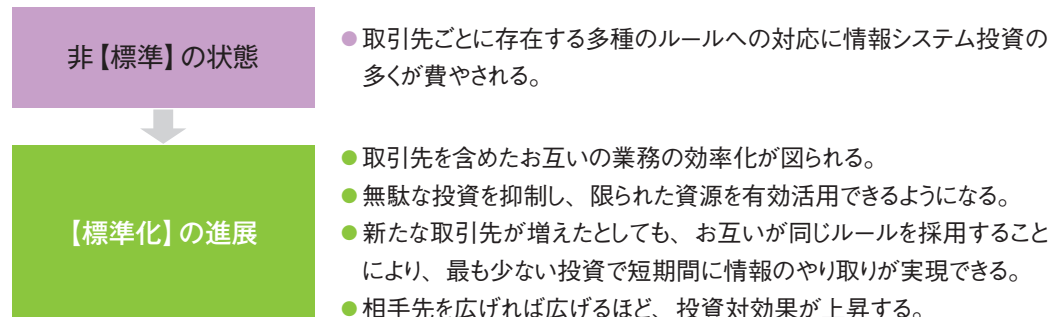 非【標準】の状態
●取引先ごとに存在する多種のルールへの対応に情報システム投資の
多くが費やされる。
【標準化】の進展
●取引先を含めたお互いの業務の効率化が図られる。
●無駄な投資を抑制し、限られた資源を有効活用できるようになる。
●新たな取引先が増えたとしても、お互いが同じルールを採用すること
により、最も少ない投資で短期間に情報のやり取りが実現できる。
●相手先を広げれば広げるほど、投資対効果が上昇する。